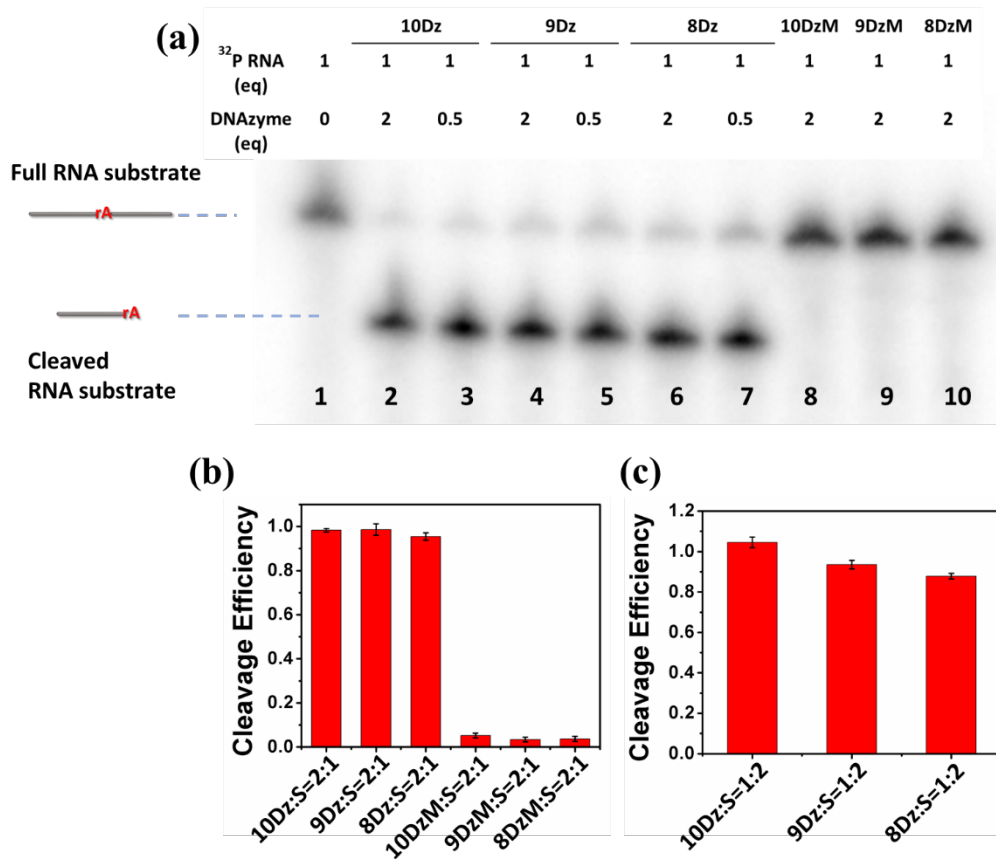 (a)
10Dz 9Dz 8Dz 10DzM 9DzM 8DzM
32P RNA (eq) 1 1 1 1 1 1 1 1 1 1
DNAzyme (eq) 0 2 0.5 2 0.5 2 0.5 2 2 2
Full RNA substrate
rA
rA
Cleaved
RNA substrate
1 2 3 4 5 6 7 8 9 10
(b)
Cleavage Efficiency
1.0
0.8
0.6
0.4
0.2
0.0
10Dz:S=2:1
9Dz:S=2:1
8Dz:S=2:1
10DzM:S=2:1
9DzM:S=2:1
8DzM:S=2:1
(c)
Cleavage Efficiency
1.2
1.0
0.8
0.6
0.4
0.2
0.0
10Dz:S=1:2
9Dz:S=1:2
8Dz:S=1:2